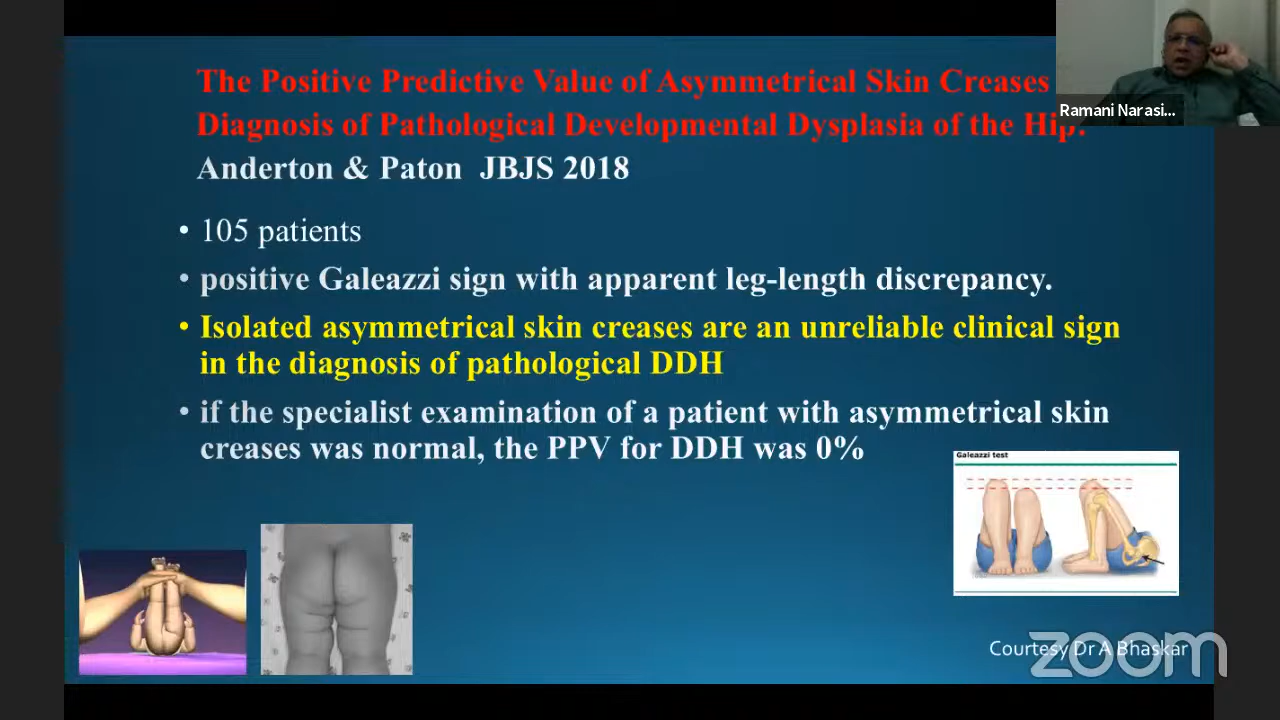 The Positive Predictive Value of Asymmetrical Skin Creases
Diagnosis of Pathological Developmental Dysplasia of the Hip.
Anderton & Paton JBJS 2018
• 105 patients
• positive Galeazzi sign with apparent leg-length discrepancy.
• Isolated asymmetrical skin creases are an unreliable clinical sign
in the diagnosis of pathological DDH
• if the specialist examination of a patient with asymmetrical skin
creases was normal, the PPV for DDH was 0%
Galeazzi test
Courtesy Dr A Bhaskar
zoom
Ramani Narasi...